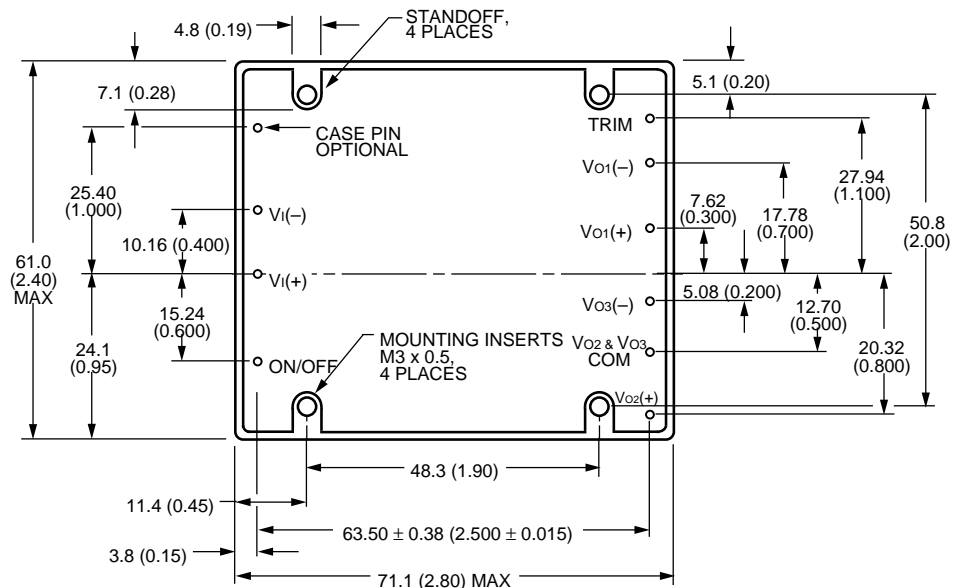 STANDOFF,
4 PLACES
4.8 (0.19)
7.1 (0.28)
5.1 (0.20)
CASE PIN
OPTIONAL
TRIM
VO1(–)
25.40
(1.000)
7.62
(0.300)
27.94
(1.100)
VI(–)
17.78
(0.700)
50.8
(2.00)
VO1(+)
10.16 (0.400)
61.0
(2.40)
MAX
VI(+)
5.08 (0.200)
VO3(–)
15.24
(0.600)
12.70
(0.500)
MOUNTING INSERTS
M3 x 0.5,
4 PLACES
VO2 & VO3
COM
24.1
(0.95)
20.32
(0.800)
ON/OFF
VO2(+)
48.3 (1.90)
11.4 (0.45)
63.50 ± 0.38 (2.500 ± 0.015)
3.8 (0.15)
71.1 (2.80) MAX